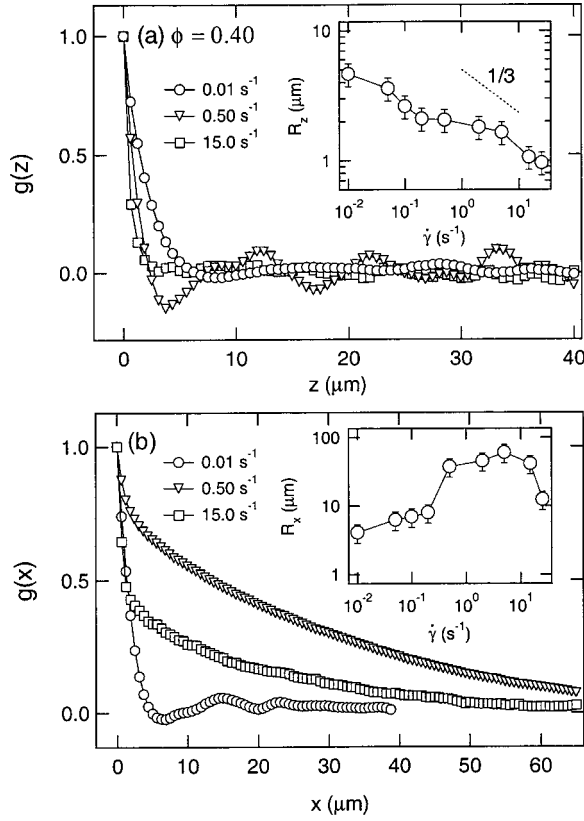 (a) ϕ = 0.40
0.01 s⁻¹
0.50 s⁻¹
15.0 s⁻¹
g(z)
1.0
0.5
0.0
0 10 20 30 40
z (μm)
R_z (μm)
10
1
1/3
10⁻² 10⁻¹ 10⁰ 10¹
γ̇ (s⁻¹)
(b)
0.01 s⁻¹
0.50 s⁻¹
15.0 s⁻¹
g(x)
1.0
0.5
0.0
0 10 20 30 40 50 60
x (μm)
R_x (μm)
100
10
1
10⁻² 10⁻¹ 10⁰ 10¹
γ̇ (s⁻¹)